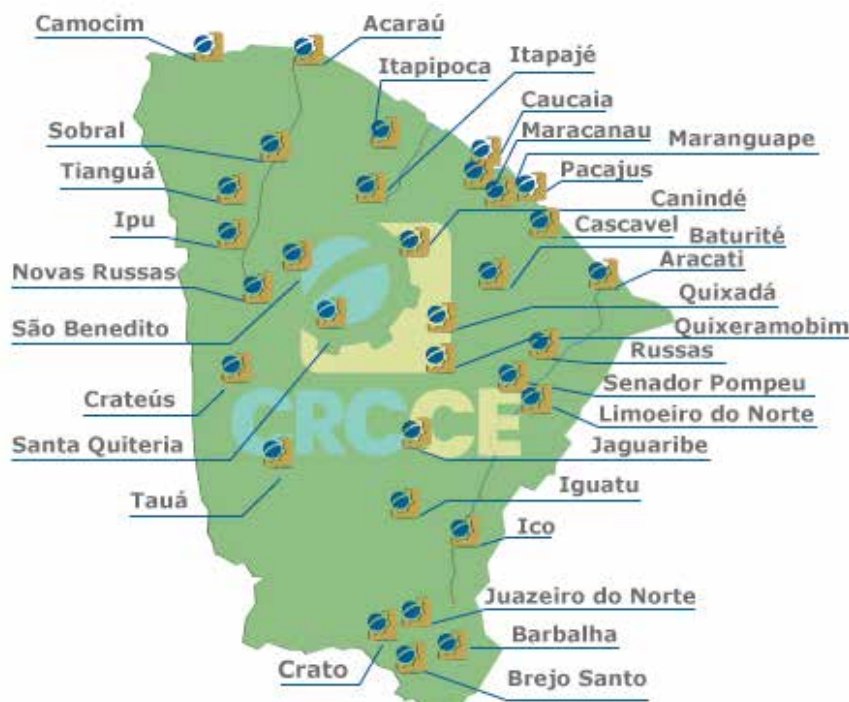 Camocim
Acaraú
Itapajé
Itapipoca
Caucaia
Sobral
Maracanau
Maranguape
Tianguá
Pacajus
Canindé
Ipu
Cascavel
Baturité
Aracati
Novas Russas
Quixadá
São Benedito
Quixeramobim
Russas
Senador Pompeu
Crateús
Limoeiro do Norte
CRCCE
Santa Quiteria
Jaguaribe
Tauá
Iguatu
Ico
Juazeiro do Norte
Barbalha
Crato
Brejo Santo